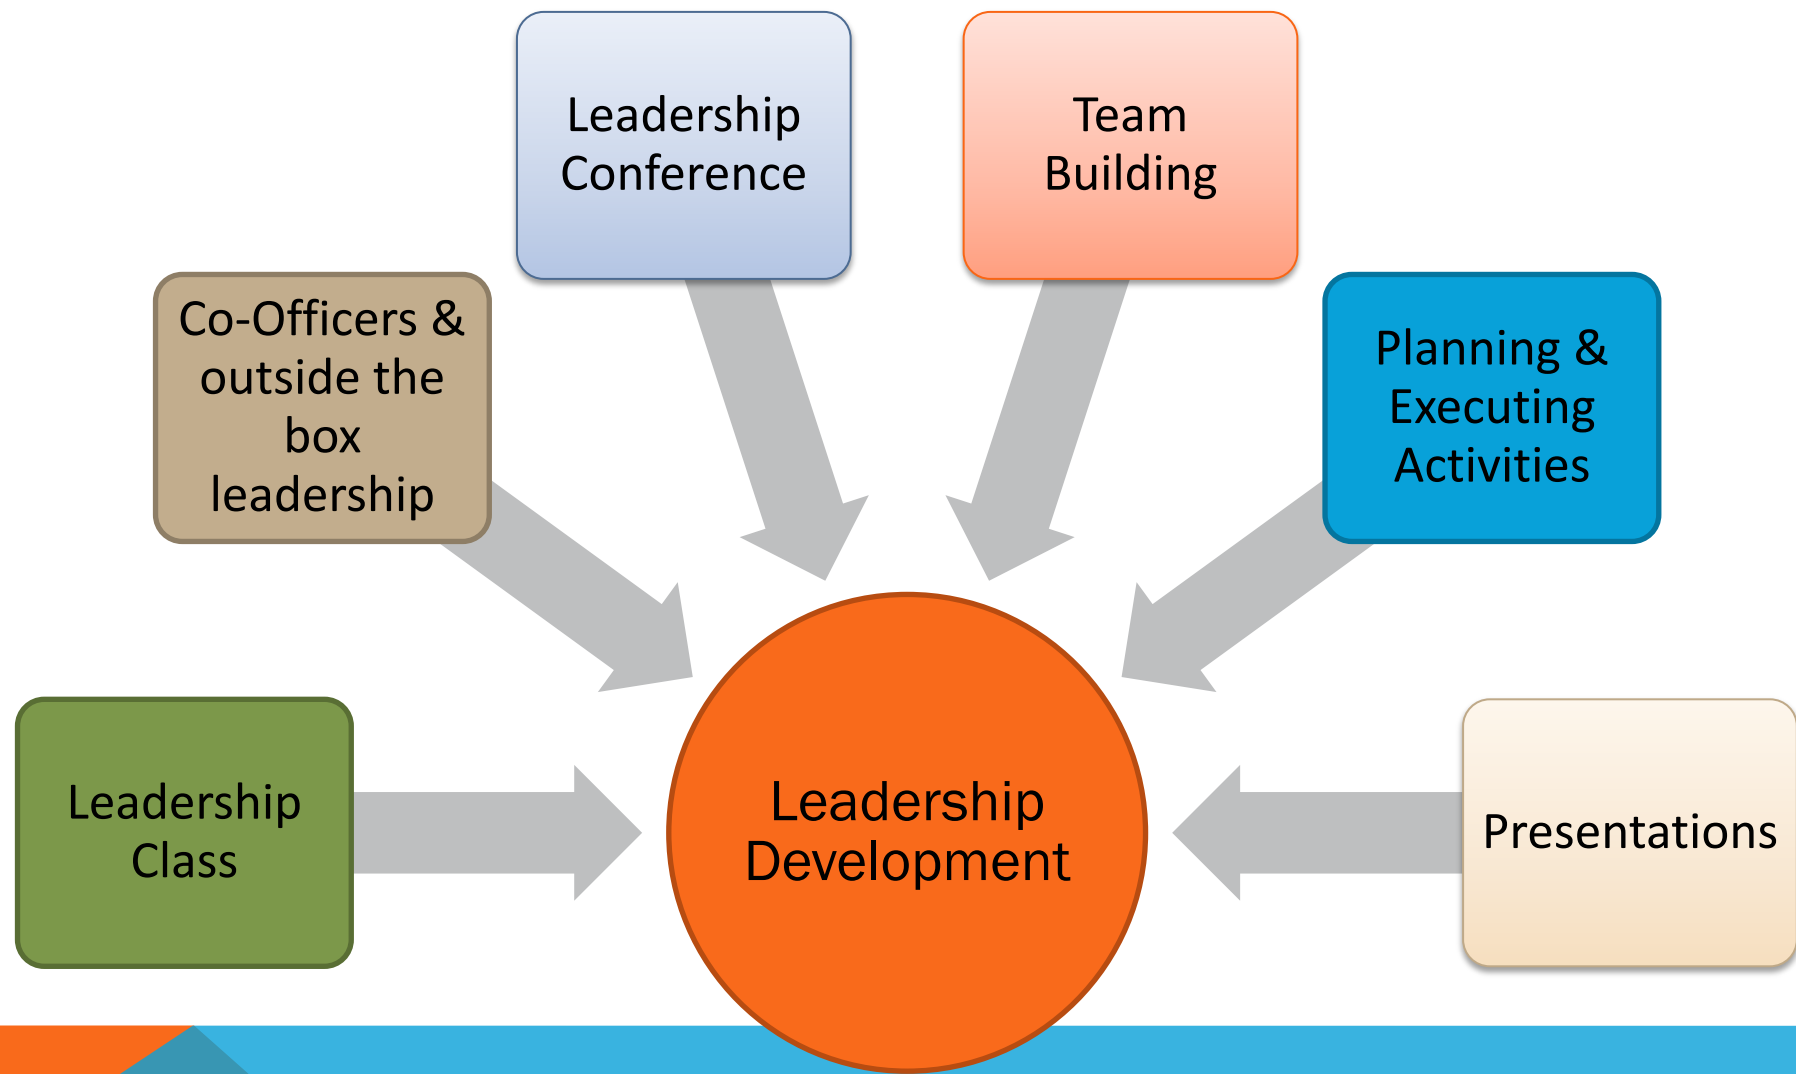 Leadership
Conference
Team
Building
Co-Officers &
outside the
box
leadership
Planning &
Executing
Activities
Leadership
Class
Leadership
Development
Presentations